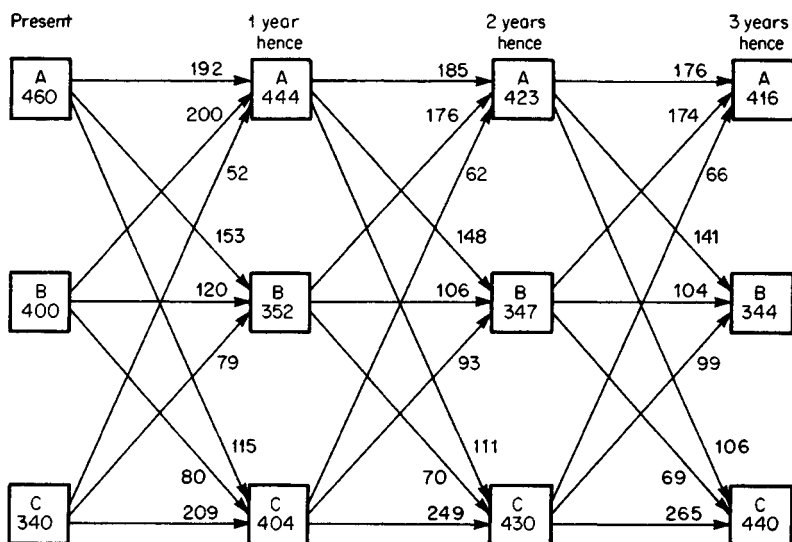 Present
1 year
hence
2 years
hence
3 years
hence
A
460
192
A
444
185
A
423
176
A
416
200
176
174
52
62
66
153
148
141
B
400
120
B
352
106
B
347
104
B
344
79
93
99
115
111
106
80
70
69
C
340
209
C
404
249
C
430
265
C
440